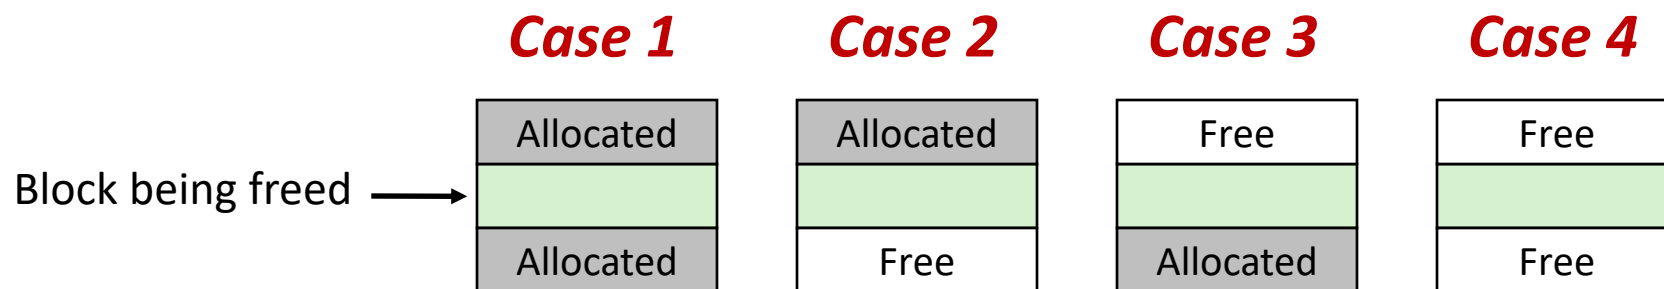 Case 1 Case 2 Case 3 Case 4
Allocated Allocated Free Free
Block being freed
Allocated Free Allocated Free